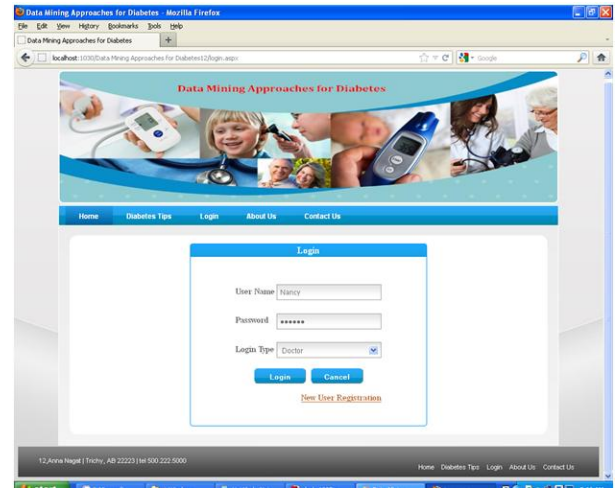 Data Mining Approaches for Diabetes - Mozilla Firefox
File Edit View History Bookmarks Tools Help
Data Mining Approaches for Diabetes
localhost:1030/Data Mining Approaches for Diabetes12/login.aspx Google
Data Mining Approaches for Diabetes
Home Diabetes Tips Login About Us Contact Us
Login
User Name Nancy
Password
Login Type Doctor
Login Cancel
New User Registration
12,Anna Nagat | Trichy, AB 22223 | tel 500.222.5000
Home Diabetes Tips Login About Us Contact Us
start